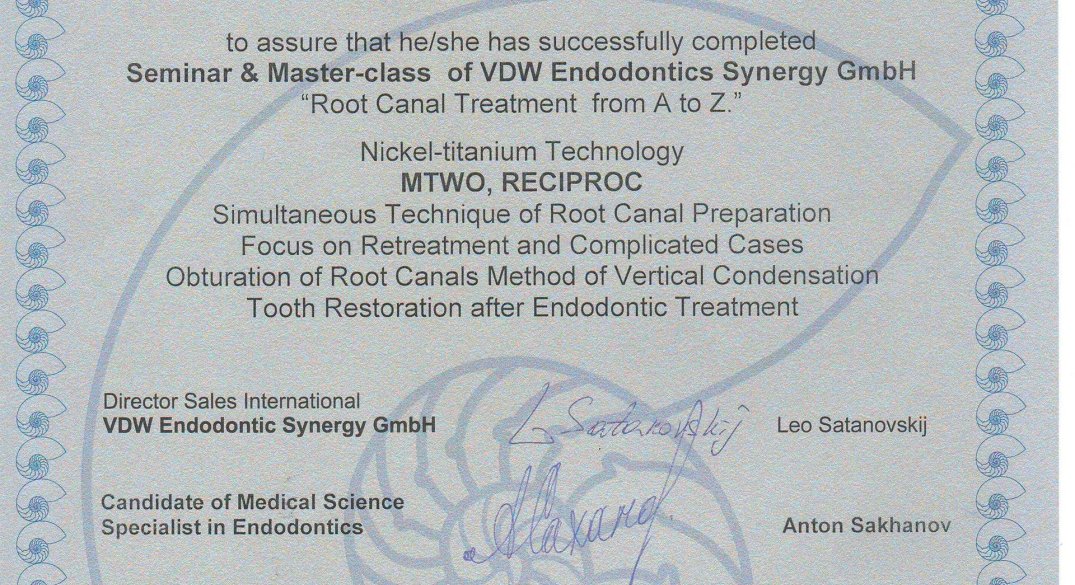 to assure that he/she has successfully completed
Seminar & Master-class of VDW Endodontics Synergy GmbH
“Root Canal Treatment from A to Z.”
Nickel-titanium Technology
MTWO, RECIPROC
Simultaneous Technique of Root Canal Preparation
Focus on Retreatment and Complicated Cases
Obturation of Root Canals Method of Vertical Condensation
Tooth Restoration after Endodontic Treatment
Director Sales International
VDW Endodontic Synergy GmbH
L Satanovskij
Leo Satanovskij
Candidate of Medical Science
Specialist in Endodontics
Anton Sakhanov